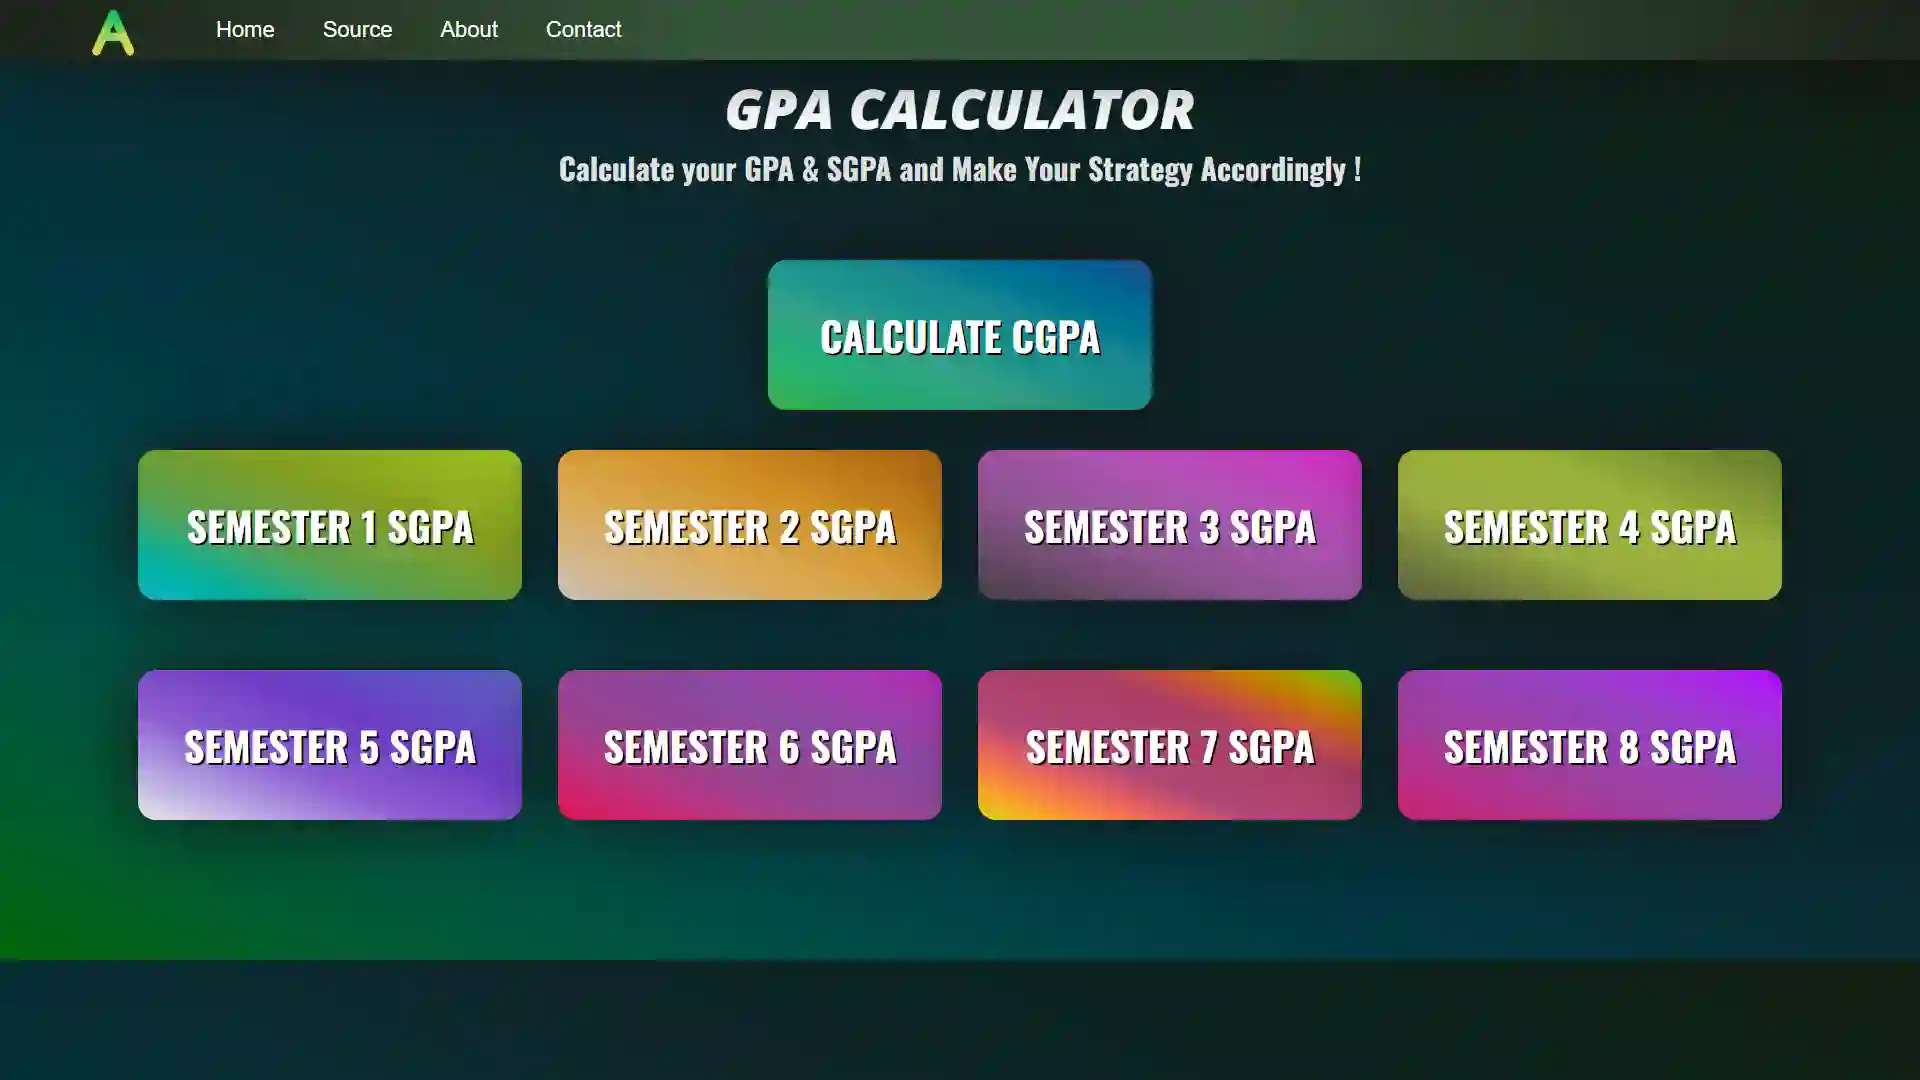 A
Home Source About Contact
GPA CALCULATOR
Calculate your GPA & SGPA and Make Your Strategy Accordingly !
CALCULATE CGPA
SEMESTER 1 SGPA
SEMESTER 2 SGPA
SEMESTER 3 SGPA
SEMESTER 4 SGPA
SEMESTER 5 SGPA
SEMESTER 6 SGPA
SEMESTER 7 SGPA
SEMESTER 8 SGPA